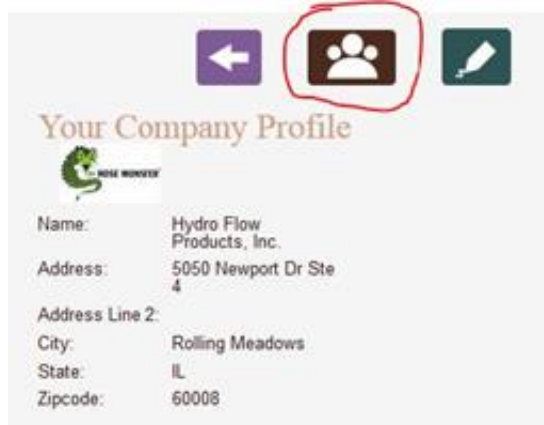 Your Company Profile
HOSE MONSTER
Name: Hydro Flow
Products, Inc.
Address: 5050 Newport Dr Ste
4
Address Line 2:
City: Rolling Meadows
State: IL
Zipcode: 60008